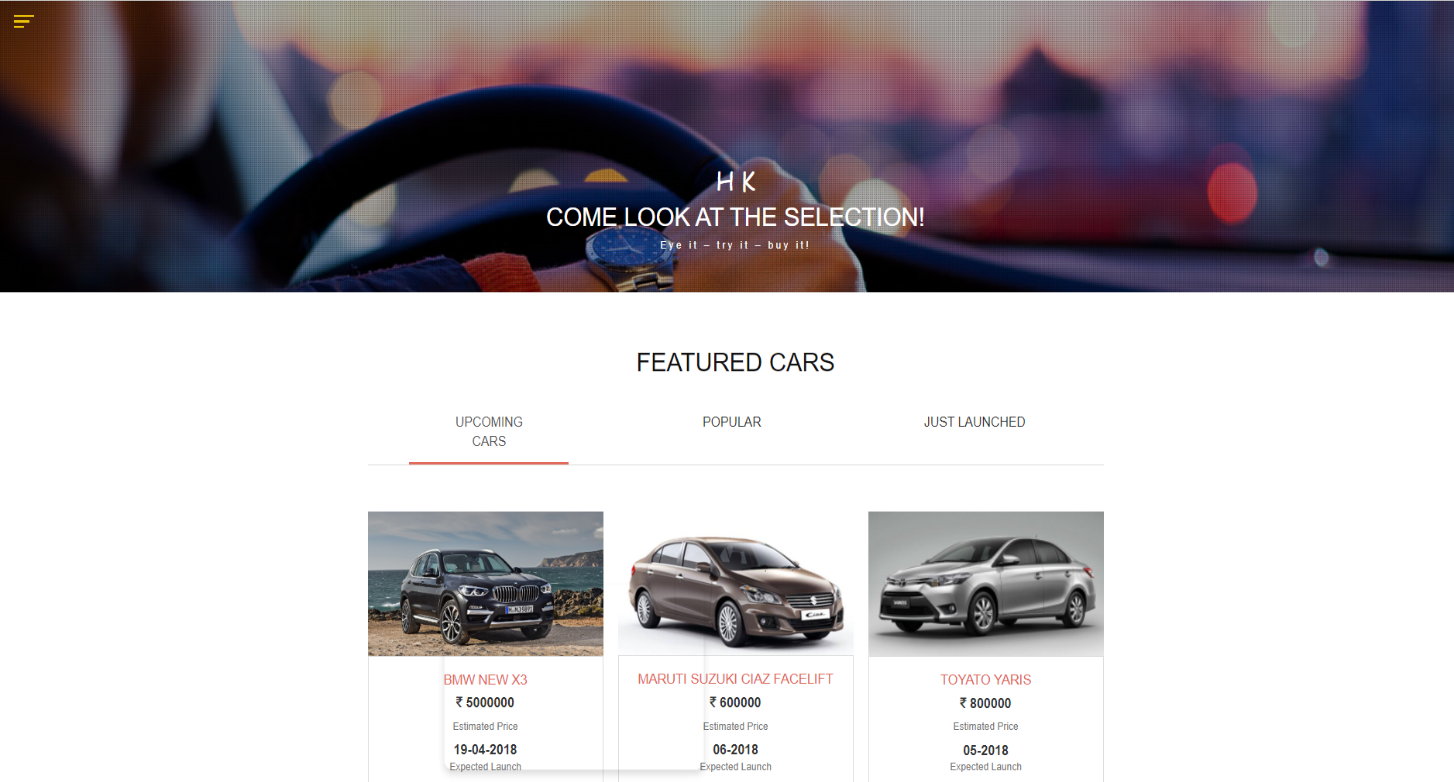 H K
COME LOOK AT THE SELECTION!
Eye it – try it – buy it!
FEATURED CARS
UPCOMING
CARS
POPULAR
JUST LAUNCHED
BMW NEW X3
₹ 5000000
Estimated Price
19-04-2018
Expected Launch
Ciaz
MARUTI SUZUKI CIAZ FACELIFT
₹ 600000
Estimated Price
06-2018
Expected Launch
TOYATO YARIS
₹ 800000
Estimated Price
05-2018
Expected Launch